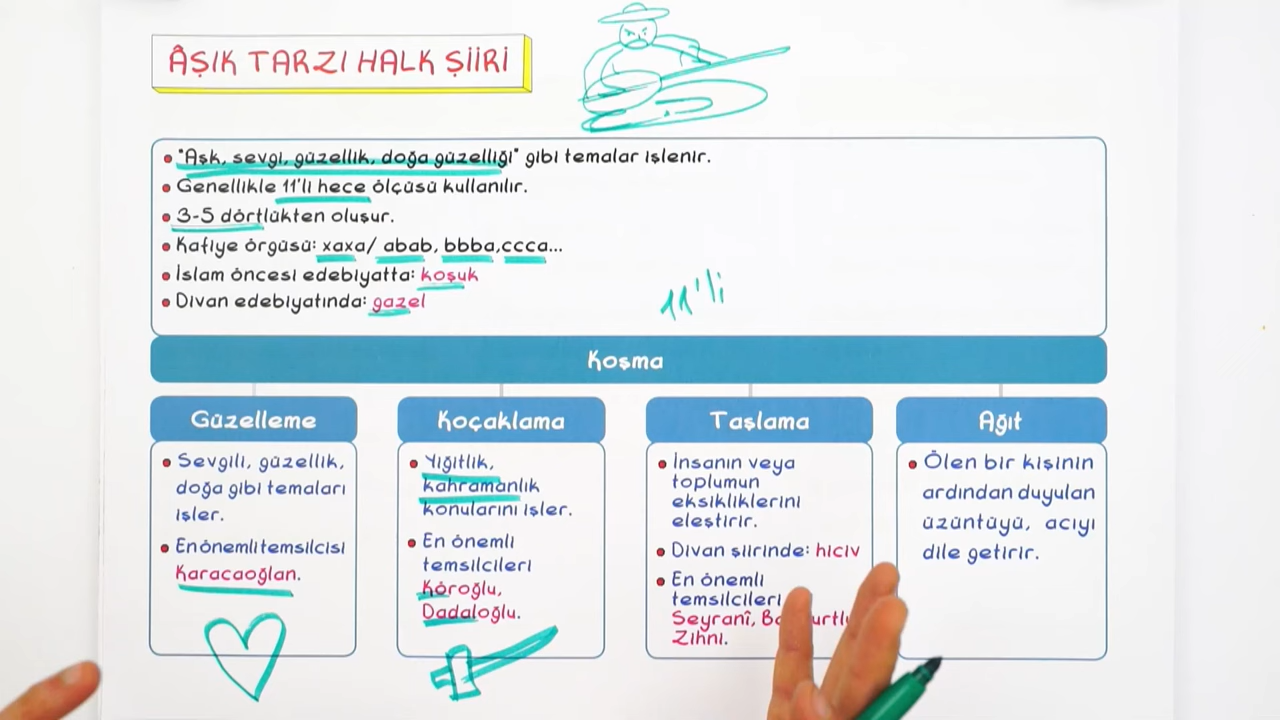 ÂŞIK TARZI HALK ŞİİRİ
• "Aşk, sevgi, güzellik, doğa güzelliği" gibi temalar işlenir.
• Genellikle 11'li hece ölçüsü kullanılır.
• 3-5 dörtlükten oluşur.
• Kafiye örgüsü: xaxa/ abab, bbba,ccca...
• İslam öncesi edebiyatta: koşuk
• Divan edebiyatında: gazel
11'li
Koşma
Güzelleme
• Sevgili, güzellik,
doğa gibi temaları
işler.
• En önemli temsilcisi
Karacaoğlan.
Koçaklama
• Yiğitlik,
kahramanlık
konularını işler.
• En önemli
temsilcileri
Köroğlu,
Dadaloğlu.
Taşlama
• İnsanın veya
toplumun
eksikliklerini
eleştirir.
• Divan şiirinde: hiciv
• En önemli
temsilcileri
Seyranî,
Zihni.
Ağıt
• Ölen bir kişinin
ardından duyulan
üzüntüyü, acıyı
dile getirir.